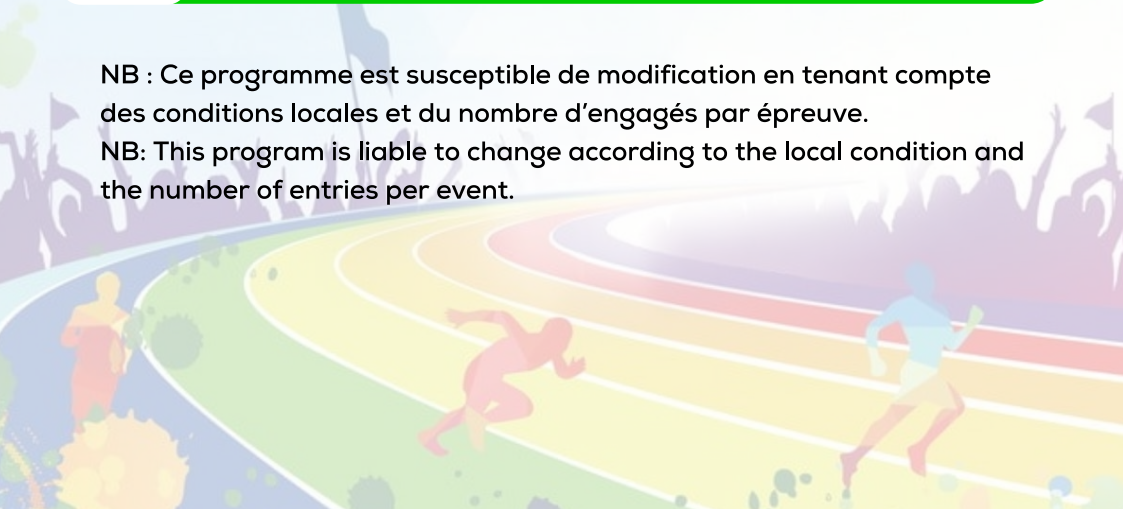 NB : Ce programme est susceptible de modification en tenant compte
des conditions locales et du nombre d’engagés par épreuve.
NB: This program is liable to change according to the local condition and
the number of entries per event.